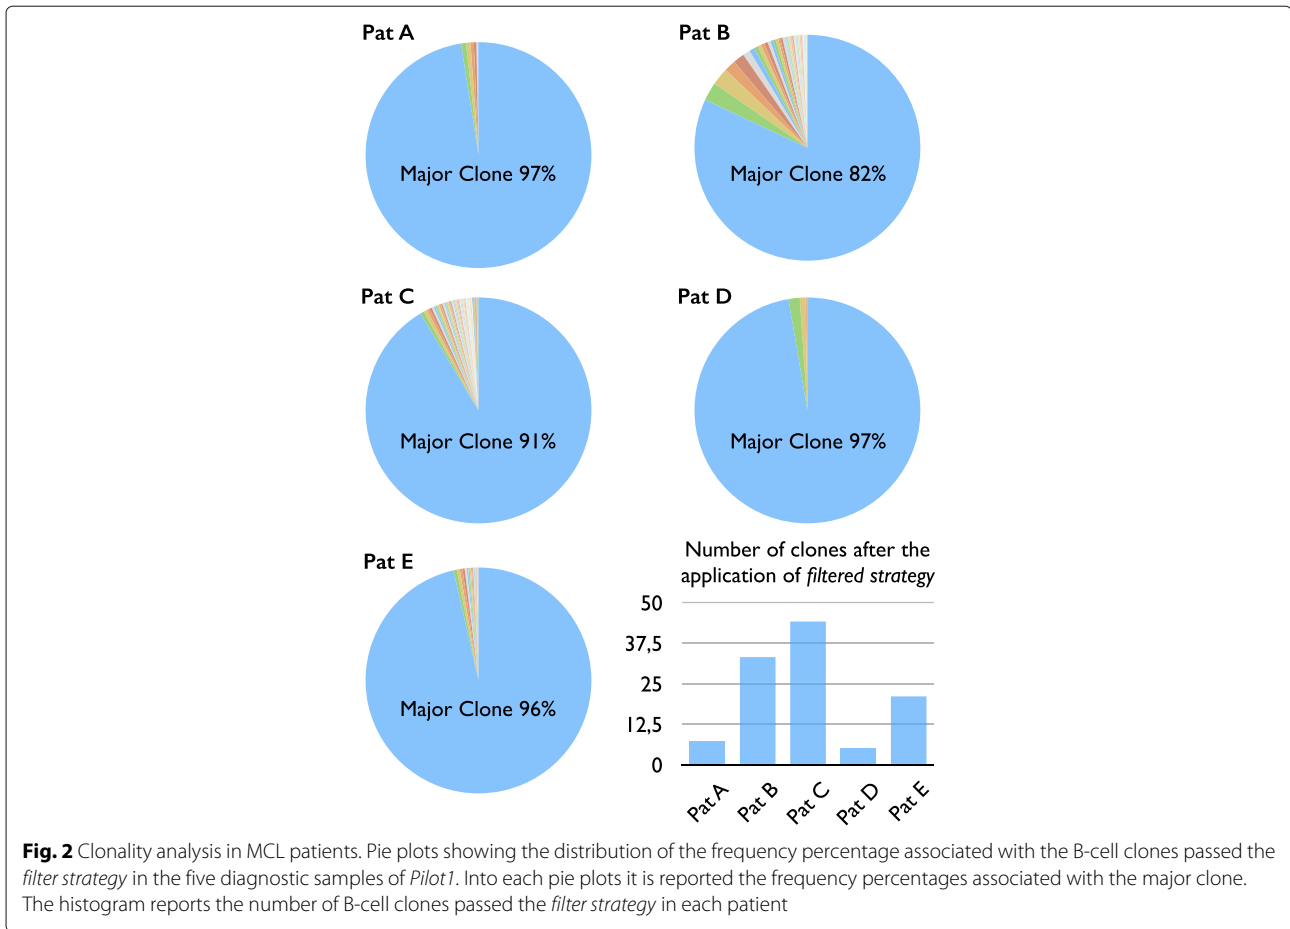 Pat A
Major Clone 97%
Pat B
Major Clone 82%
Pat C
Major Clone 91%
Pat D
Major Clone 97%
Pat E
Major Clone 96%
Number of clones after the
application of filtered strategy
50
37,5
25
12,5
0
Pat A
Pat B
Pat C
Pat D
Pat E
Fig. 2 Clonality analysis in MCL patients. Pie plots showing the distribution of the frequency percentage associated with the B-cell clones passed the
filter strategy in the five diagnostic samples of Pilot1. Into each pie plots it is reported the frequency percentages associated with the major clone.
The histogram reports the number of B-cell clones passed the filter strategy in each patient